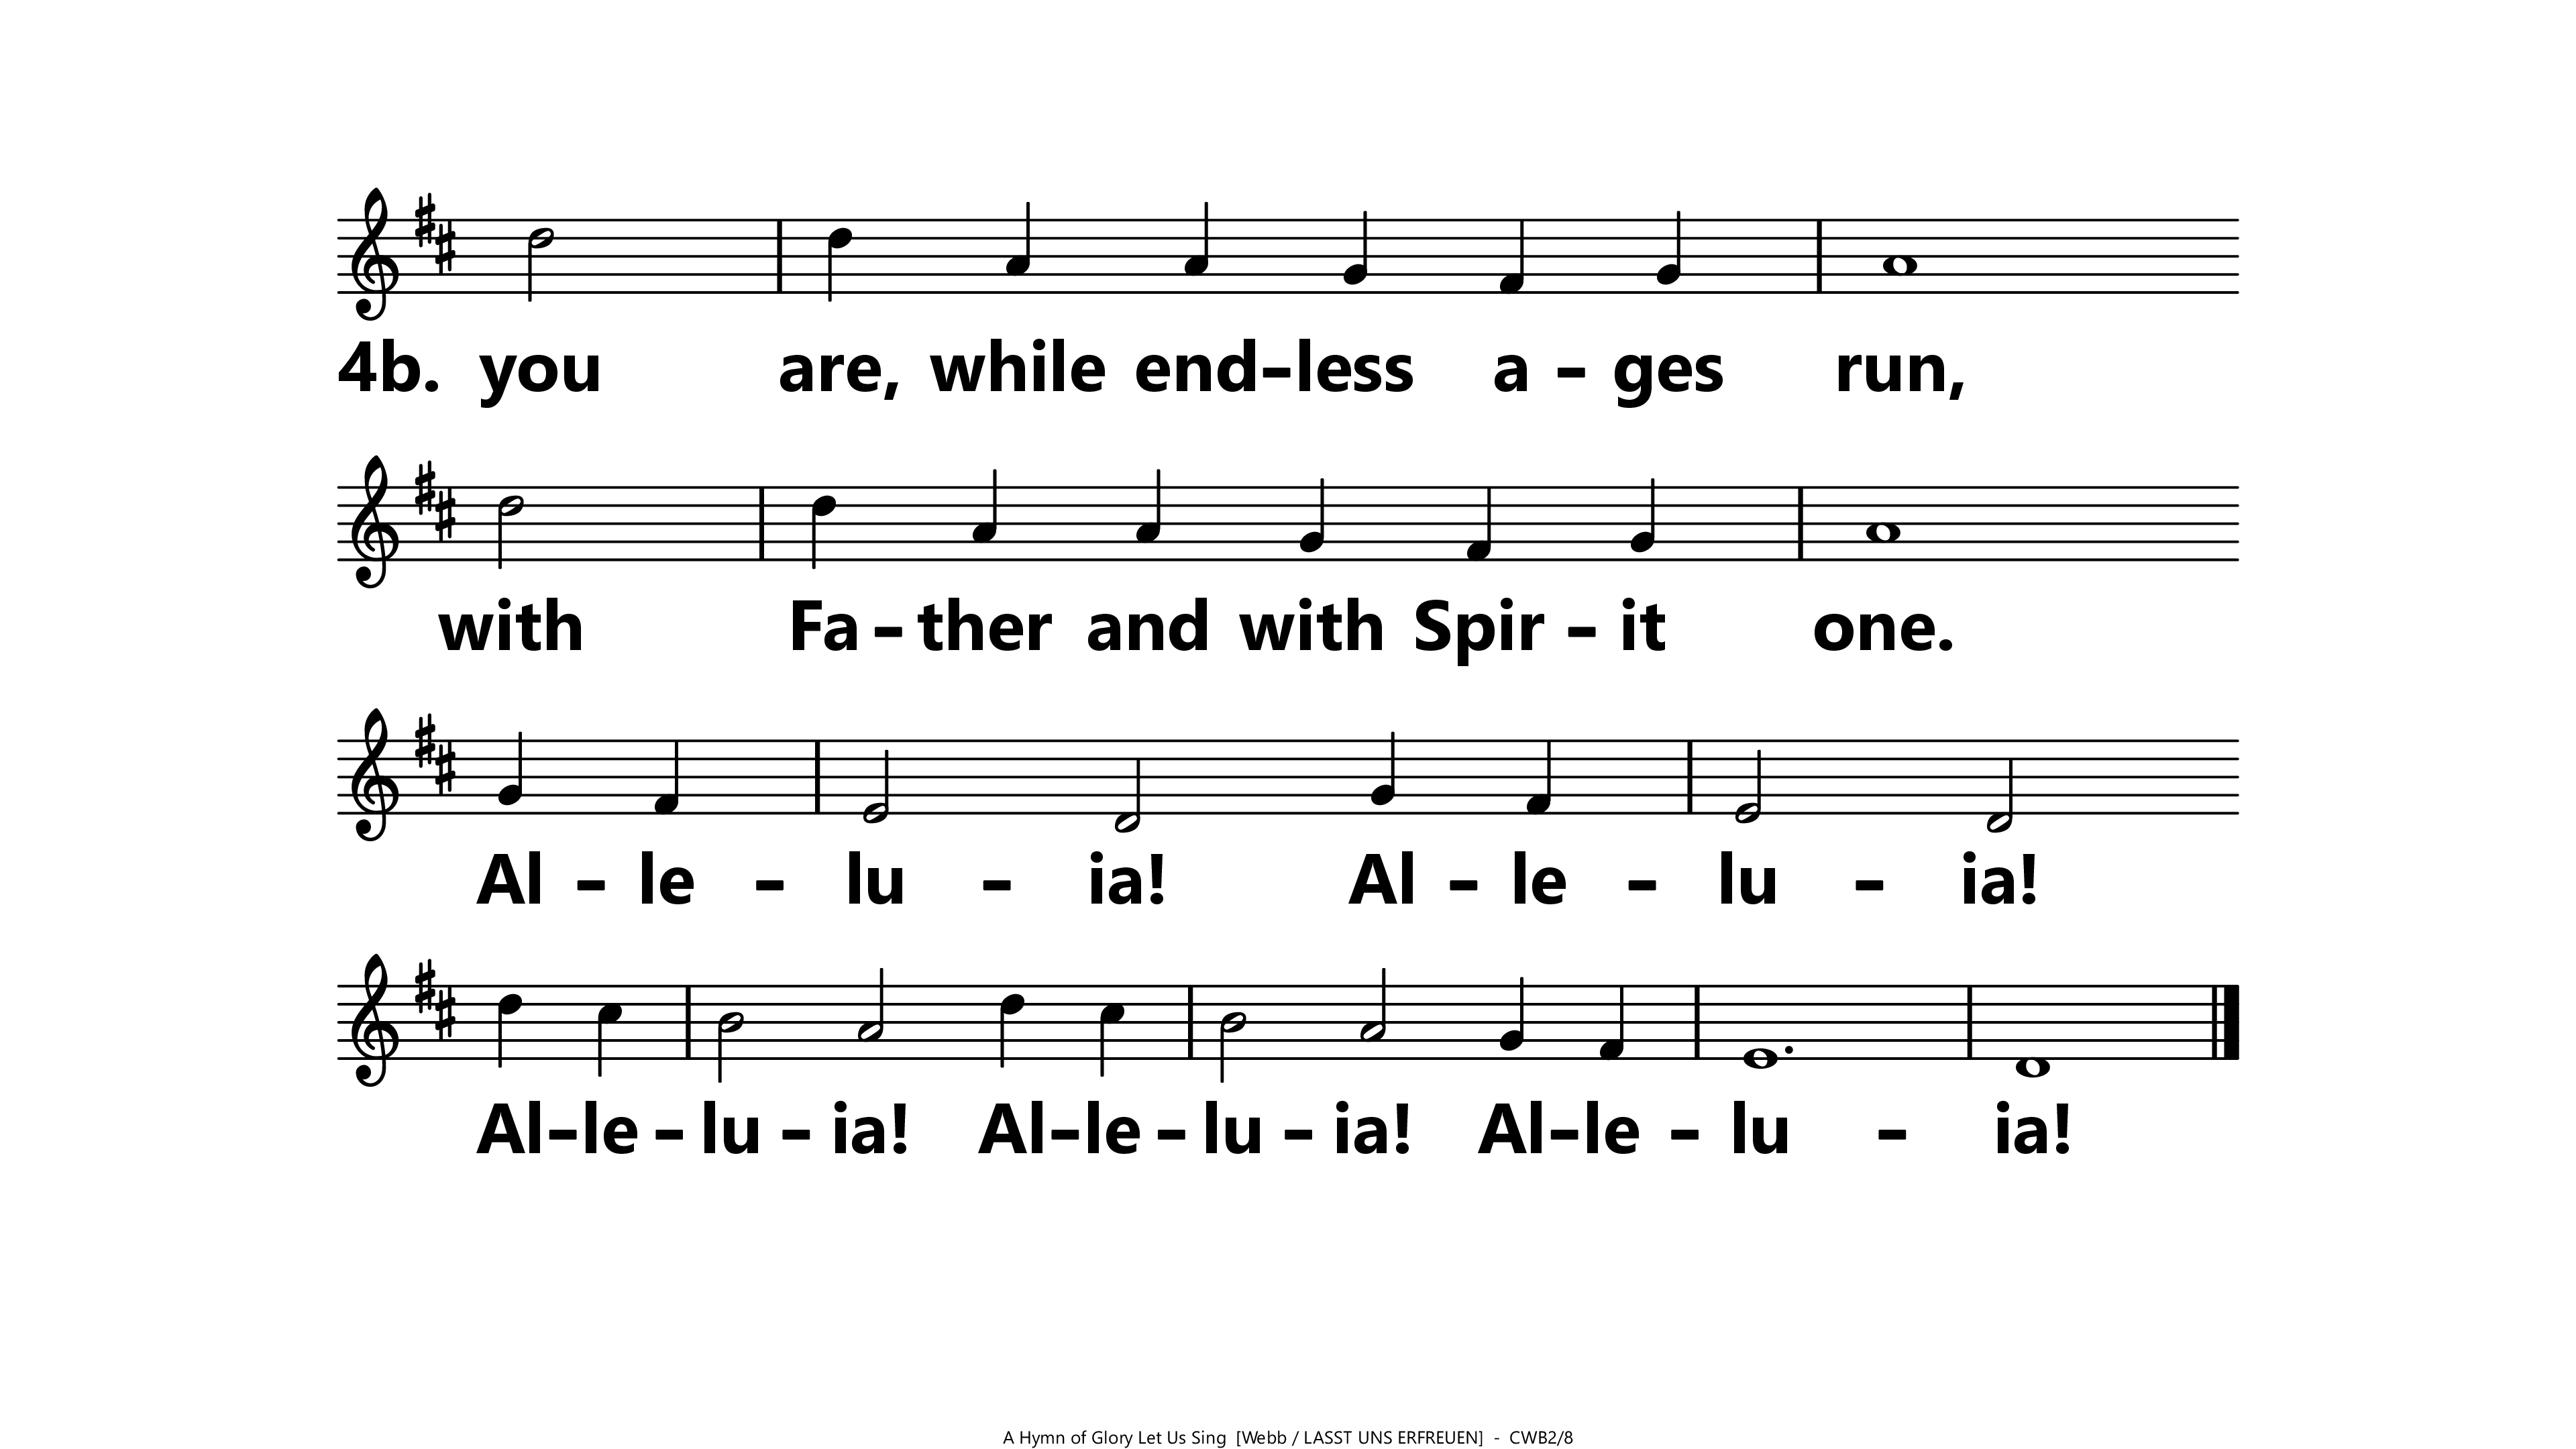 4b. you are, while end-less a - ges run,
with Fa - ther and with Spir - it one.
Al - le - lu - ia! Al - le - lu - ia!
Al-le - lu - ia! Al-le - lu - ia! Al-le - lu - ia!
A Hymn of Glory Let Us Sing [Webb / LASST UNS ERFREUEN] - CWB2/8